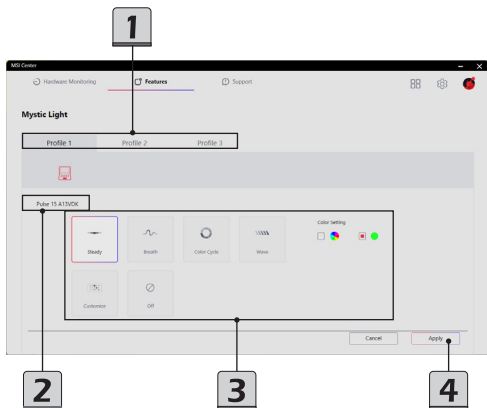 1
MSI Center
Hardware Monitoring
Features
Support
Mystic Light
Profile 1
Profile 2
Profile 3
Pulse 15 A13VDK
Steady
Breath
Color Cycle
Wave
Color Setting
Customize
Off
Cancel
Apply
2
3
4